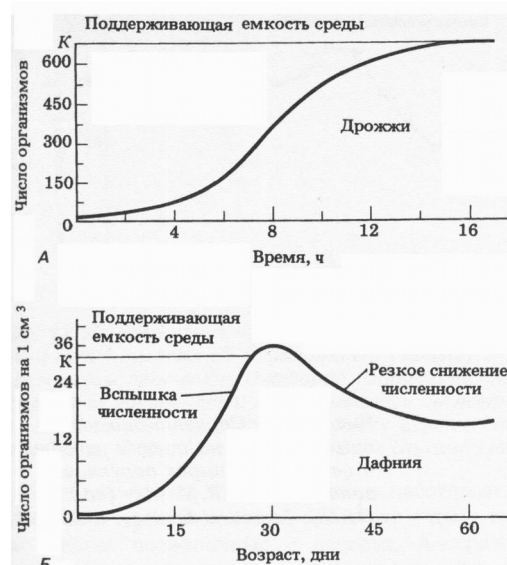 Поддерживающая емкость среды
К
600
450
300
150
0
Число организмов
Дрожжи
4
8
12
16
Время, ч
А
Поддерживающая
емкость среды
36
К
24
12
0
Число организмов на 1 см 3
Вспышка
численности
Резкое снижение
численности
Дафния
15
30
45
60
Возраст, дни